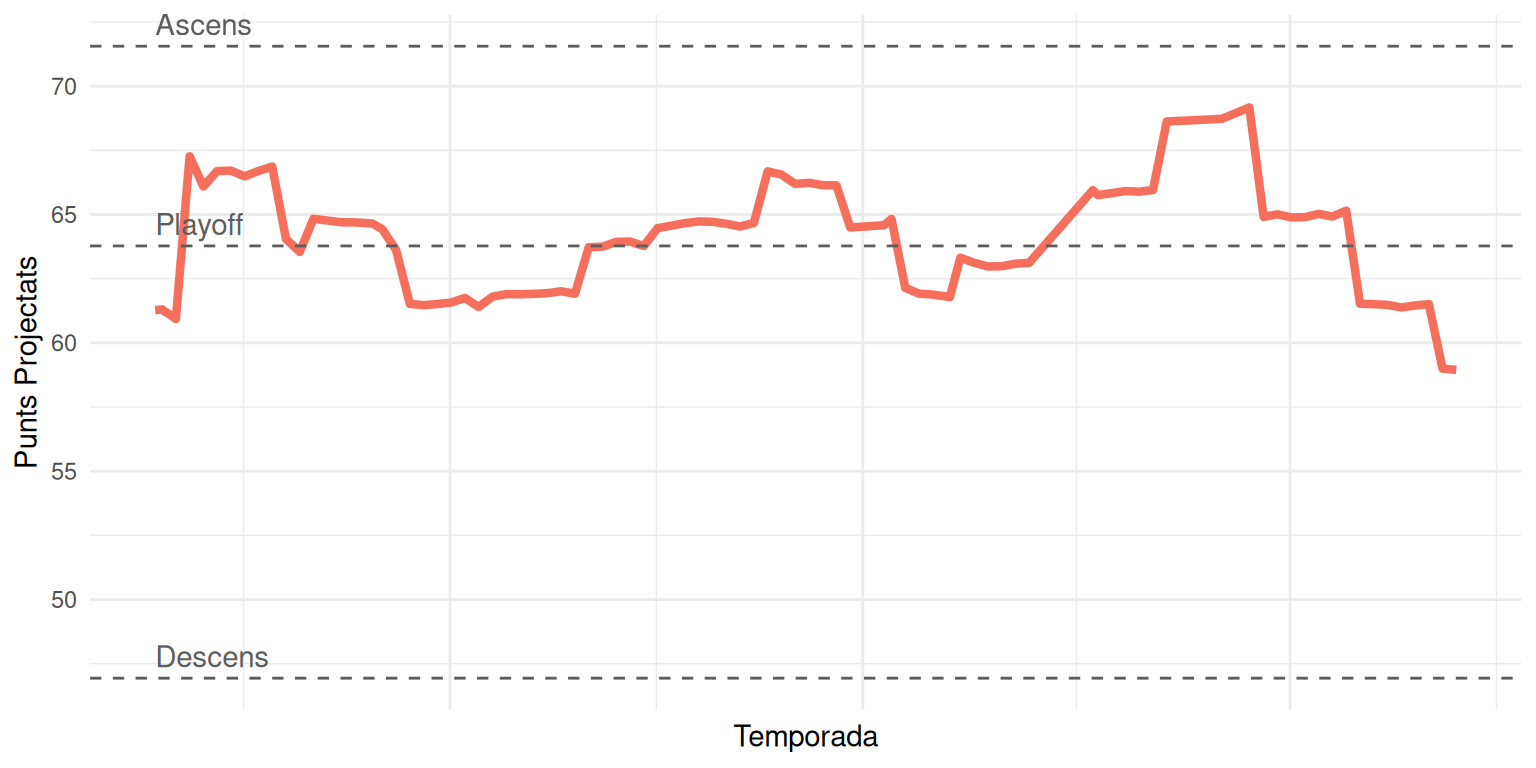 Ascens
70
65
Playoff
60
55
50
Descens
Punts Projectats
Temporada